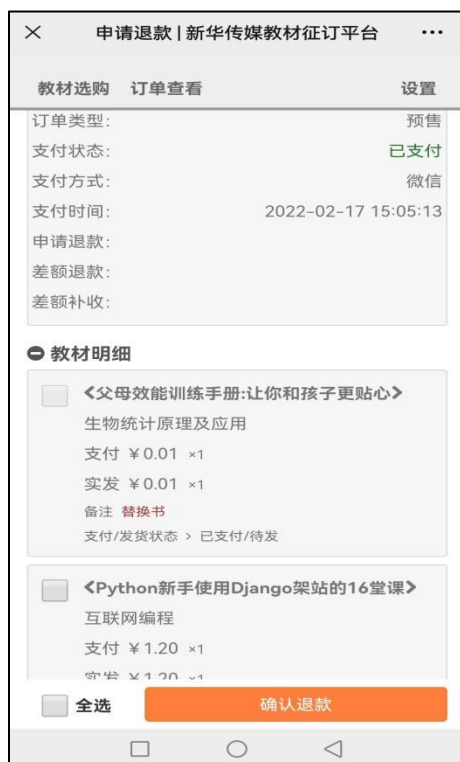 申请退款 | 新华传媒教材征订平台
教材选购 订单查看 设置
订单类型: 预售
支付状态: 已支付
支付方式: 微信
支付时间: 2022-02-17 15:05:13
申请退款:
差额退款:
差额补收:
教材明细
《父母效能训练手册:让你和孩子更贴心》
生物统计原理及应用
支付 ￥0.01 ×1
实发 ￥0.01 ×1
备注 替换书
支付/发货状态 > 已支付/待发
《Python新手使用Django架站的16堂课》
互联网编程
支付 ￥1.20 ×1
实发 ￥1.20 ×1
全选 确认退款